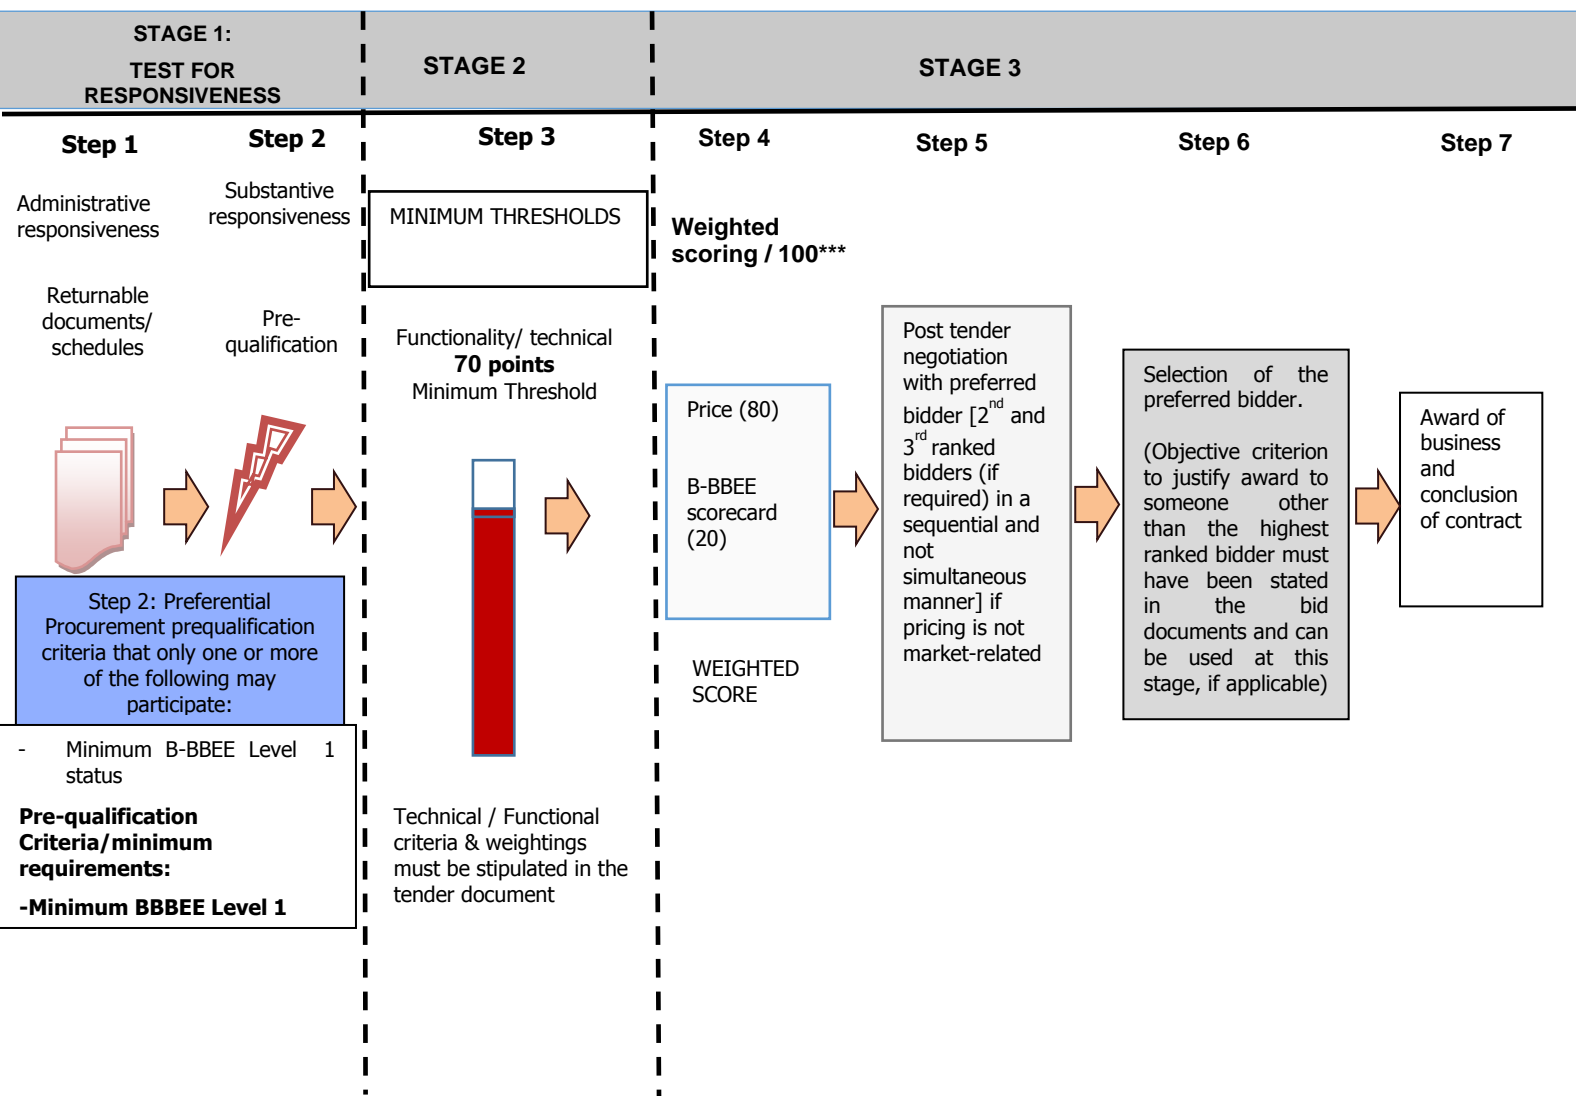 STAGE 1:
TEST FOR
RESPONSIVENESS
STAGE 2
STAGE 3
Step 1
Step 2
Step 3
Step 4
Step 5
Step 6
Step 7
Administrative
responsiveness
Returnable
documents/
schedules
Substantive
responsiveness
Pre-
qualification
Step 2: Preferential
Procurement prequalification
criteria that only one or more
of the following may
participate:
- Minimum B-BBEE Level 1
status
Pre-qualification
Criteria/minimum
requirements:
-Minimum BBBEE Level 1
MINIMUM THRESHOLDS
Functionality/ technical
70 points
Minimum Threshold
Technical / Functional
criteria & weightings
must be stipulated in the
tender document
Weighted
scoring / 100***
Price (80)
B-BBEE
scorecard
(20)
WEIGHTED
SCORE
Post tender
negotiation
with preferred
bidder [2nd and
3rd ranked
bidders (if
required) in a
sequential and
not
simultaneous
manner] if
pricing is not
market-related
Selection of the
preferred bidder.
(Objective criterion
to justify award to
someone other
than the highest
ranked bidder must
have been stated
in the bid
documents and can
be used at this
stage, if applicable)
Award of
business
and
conclusion
of contract